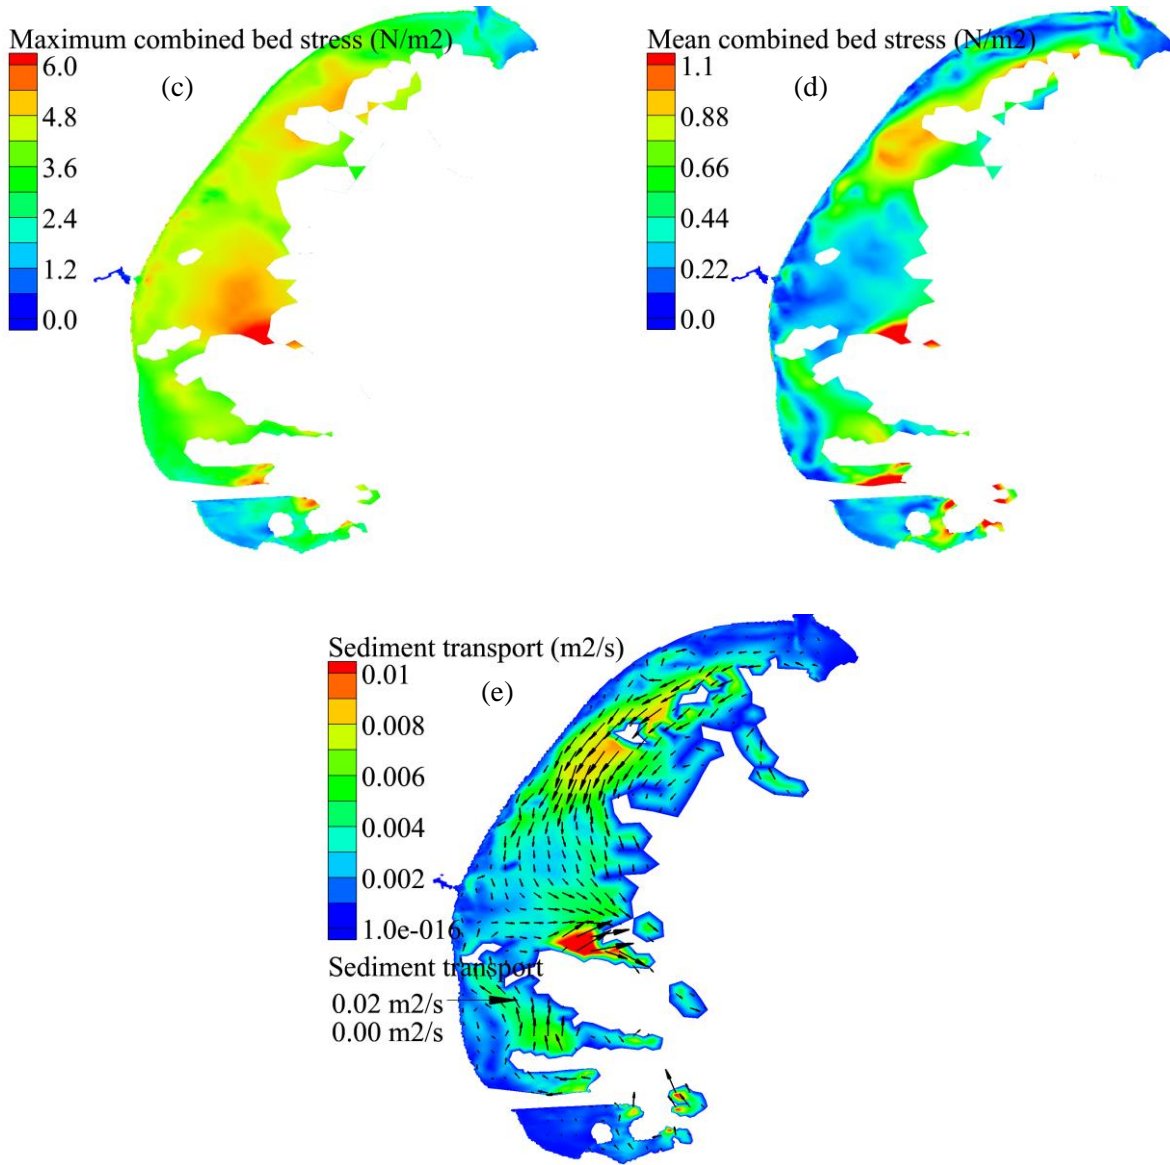 Maximum combined bed stress (N/m2)
6.0
(c)
4.8
3.6
2.4
1.2
0.0
Mean combined bed stress (N/m2)
1.1
(d)
0.88
0.66
0.44
0.22
0.0
Sediment transport (m2/s)
0.01
(e)
0.008
0.006
0.004
0.002
1.0e-016
Sediment transport
0.02 m2/s
0.00 m2/s